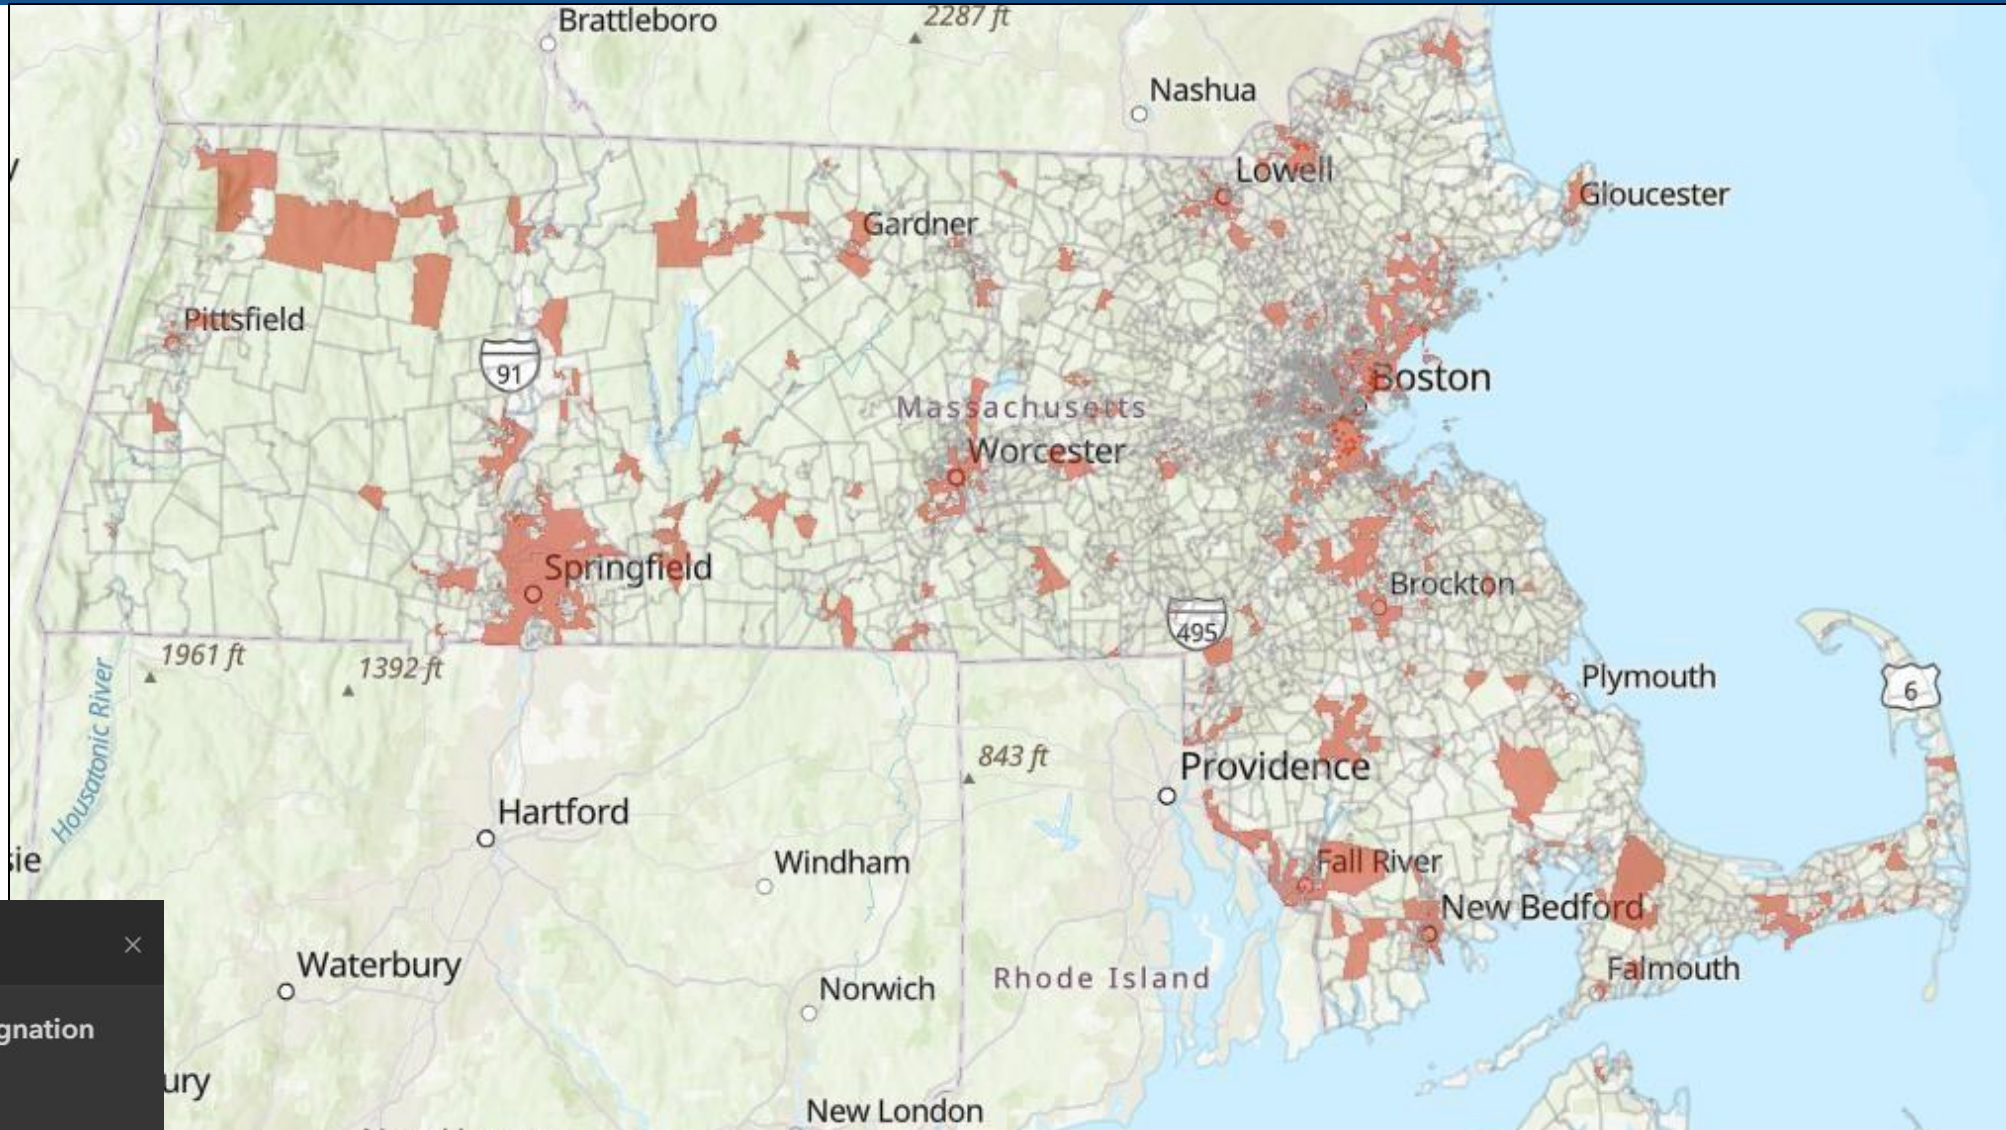 Brattleboro
2287 ft
Nashua
Lowell
Gloucester
Gardner
Pittsfield
91
Boston
Massachusetts
Worcester
Springfield
Brockton
495
1961 ft
1392 ft
Plymouth
6
Housatonic River
843 ft
Providence
Hartford
sie
Windham
Fall River
New Bedford
Waterbury
Norwich
Rhode Island
Falmouth
gnation
ury
New London